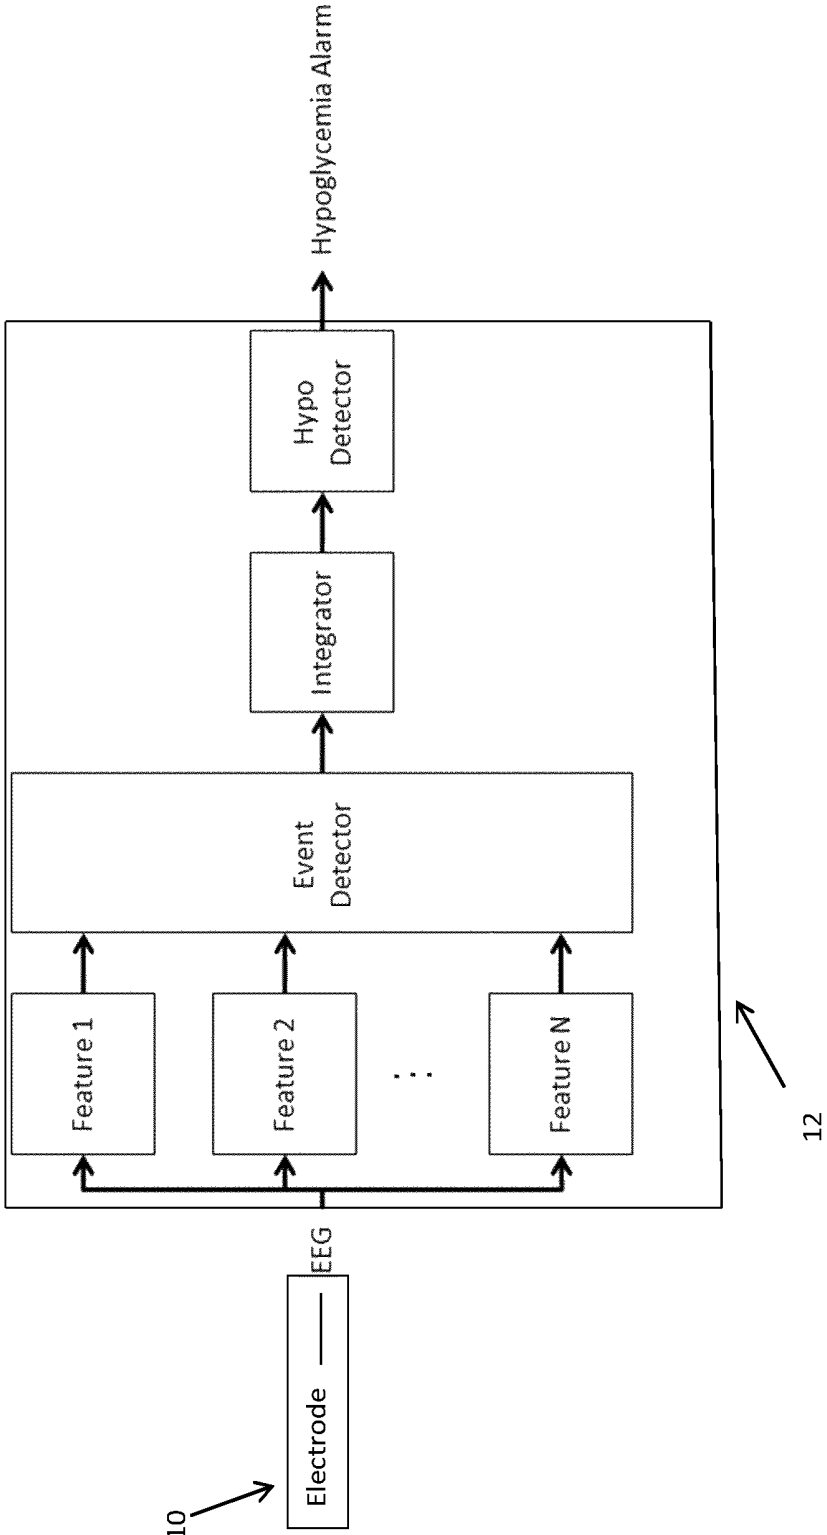 10
Electrode
EEG
Feature 1
Feature 2
...
Feature N
Event
Detector
Integrator
Hypo
Detector
Hypoglycemia Alarm
12